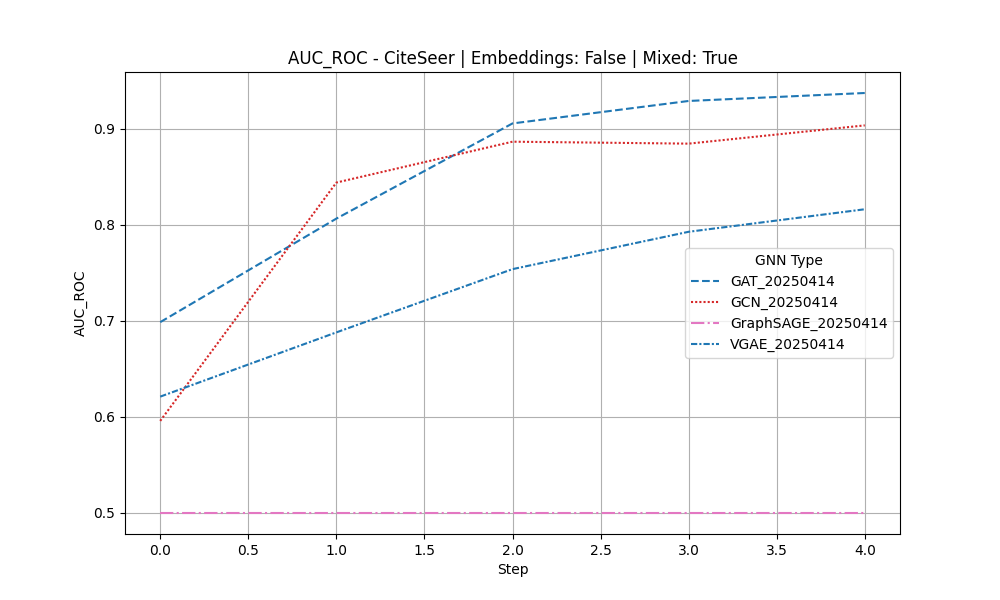 AUC_ROC - CiteSeer | Embeddings: False | Mixed: True
AUC_ROC
0.9
0.8
0.7
0.6
0.5
GNN Type
GAT_20250414
GCN_20250414
GraphSAGE_20250414
VGAE_20250414
0.0 0.5 1.0 1.5 2.0 2.5 3.0 3.5 4.0
Step